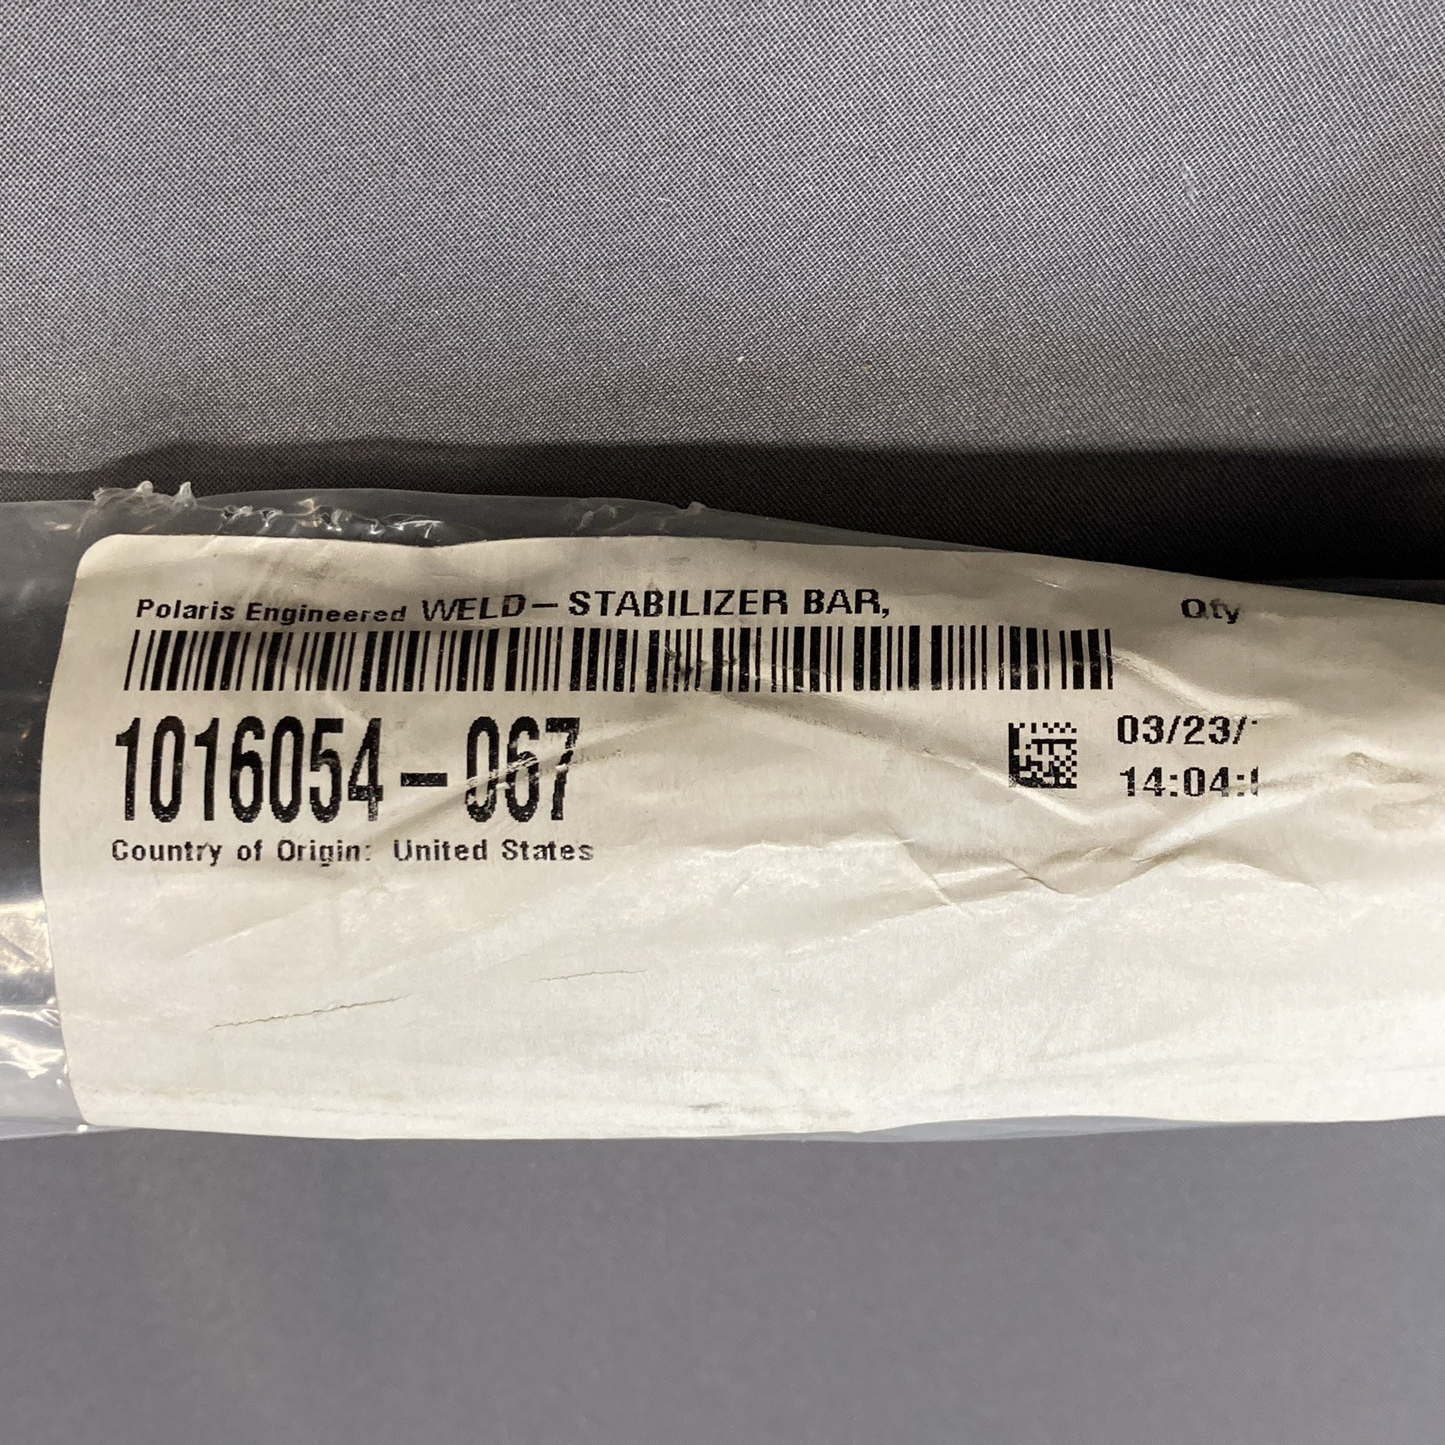 Polaris Engineered WELD-STABILIZER BAR, Qty
1016054-067
03/23/
14:04:
Country of Origin: United States